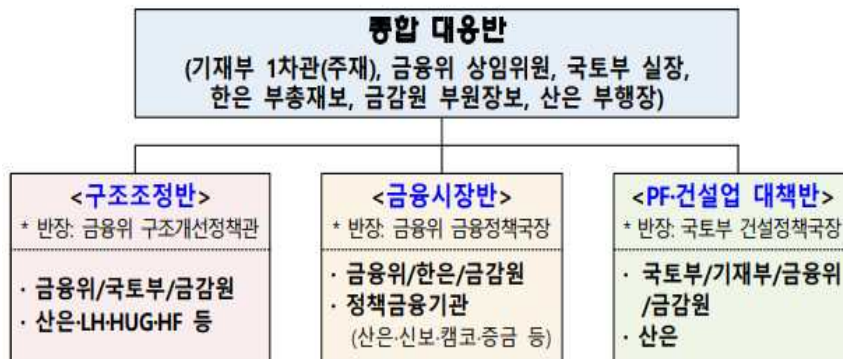 종합 대응반
(기재부 1차관(주재), 금융위 상임위원, 국토부 실장,
한은 부총재보, 금감원 부원장보, 산은 부행장)
<구조조정반>
* 반장: 금융위 구조개선정책관
· 금융위/국토부/금감원
· 산은·LH·HUG·HF 등
<금융시장반>
* 반장: 금융위 금융정책국장
· 금융위/한은/금감원
· 정책금융기관
(산은·신보·캠코·증금 등)
<PF·건설업 대책반>
* 반장: 국토부 건설정책국장
· 국토부/기재부/금융위
/금감원
· 산은